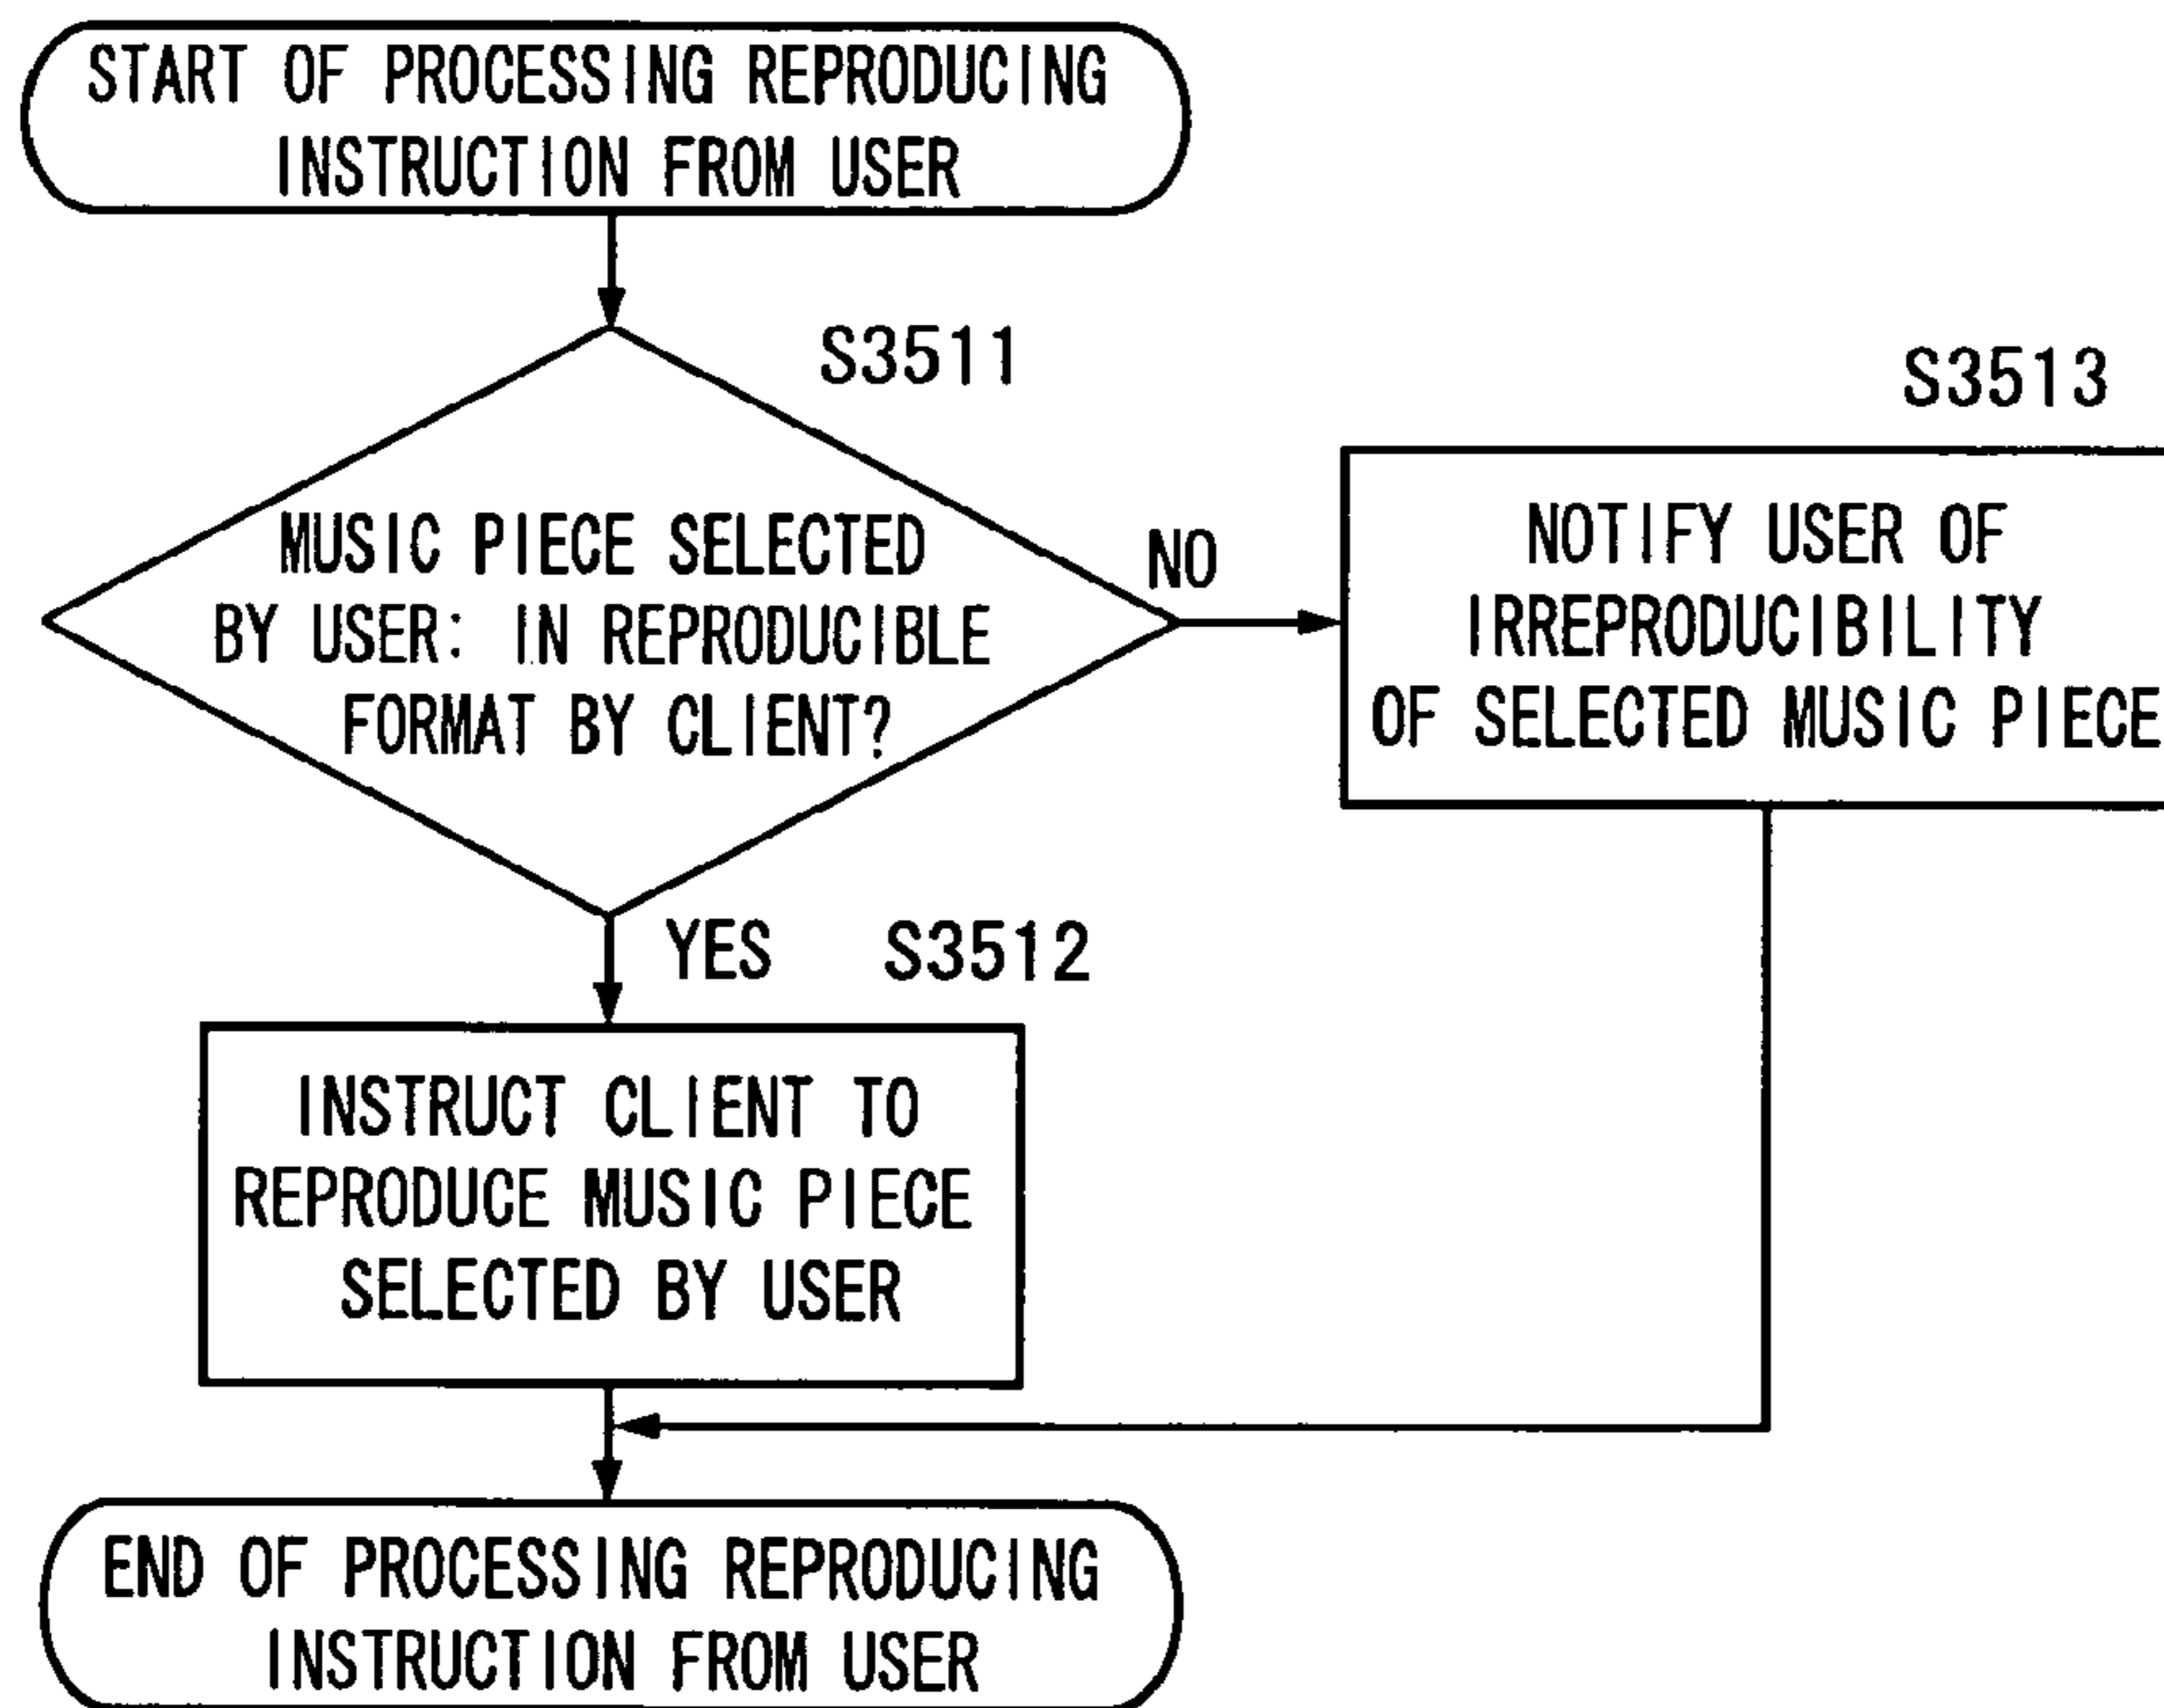 START OF PROCESSING REPRODUCING
INSTRUCTION FROM USER
S3511
MUSIC PIECE SELECTED
BY USER: IN REPRODUCIBLE
FORMAT BY CLIENT?
NO
S3513
NOTIFY USER OF
IRREPRODUCIBILITY
OF SELECTED MUSIC PIECE
YES
S3512
INSTRUCT CLIENT TO
REPRODUCE MUSIC PIECE
SELECTED BY USER
END OF PROCESSING REPRODUCING
INSTRUCTION FROM USER